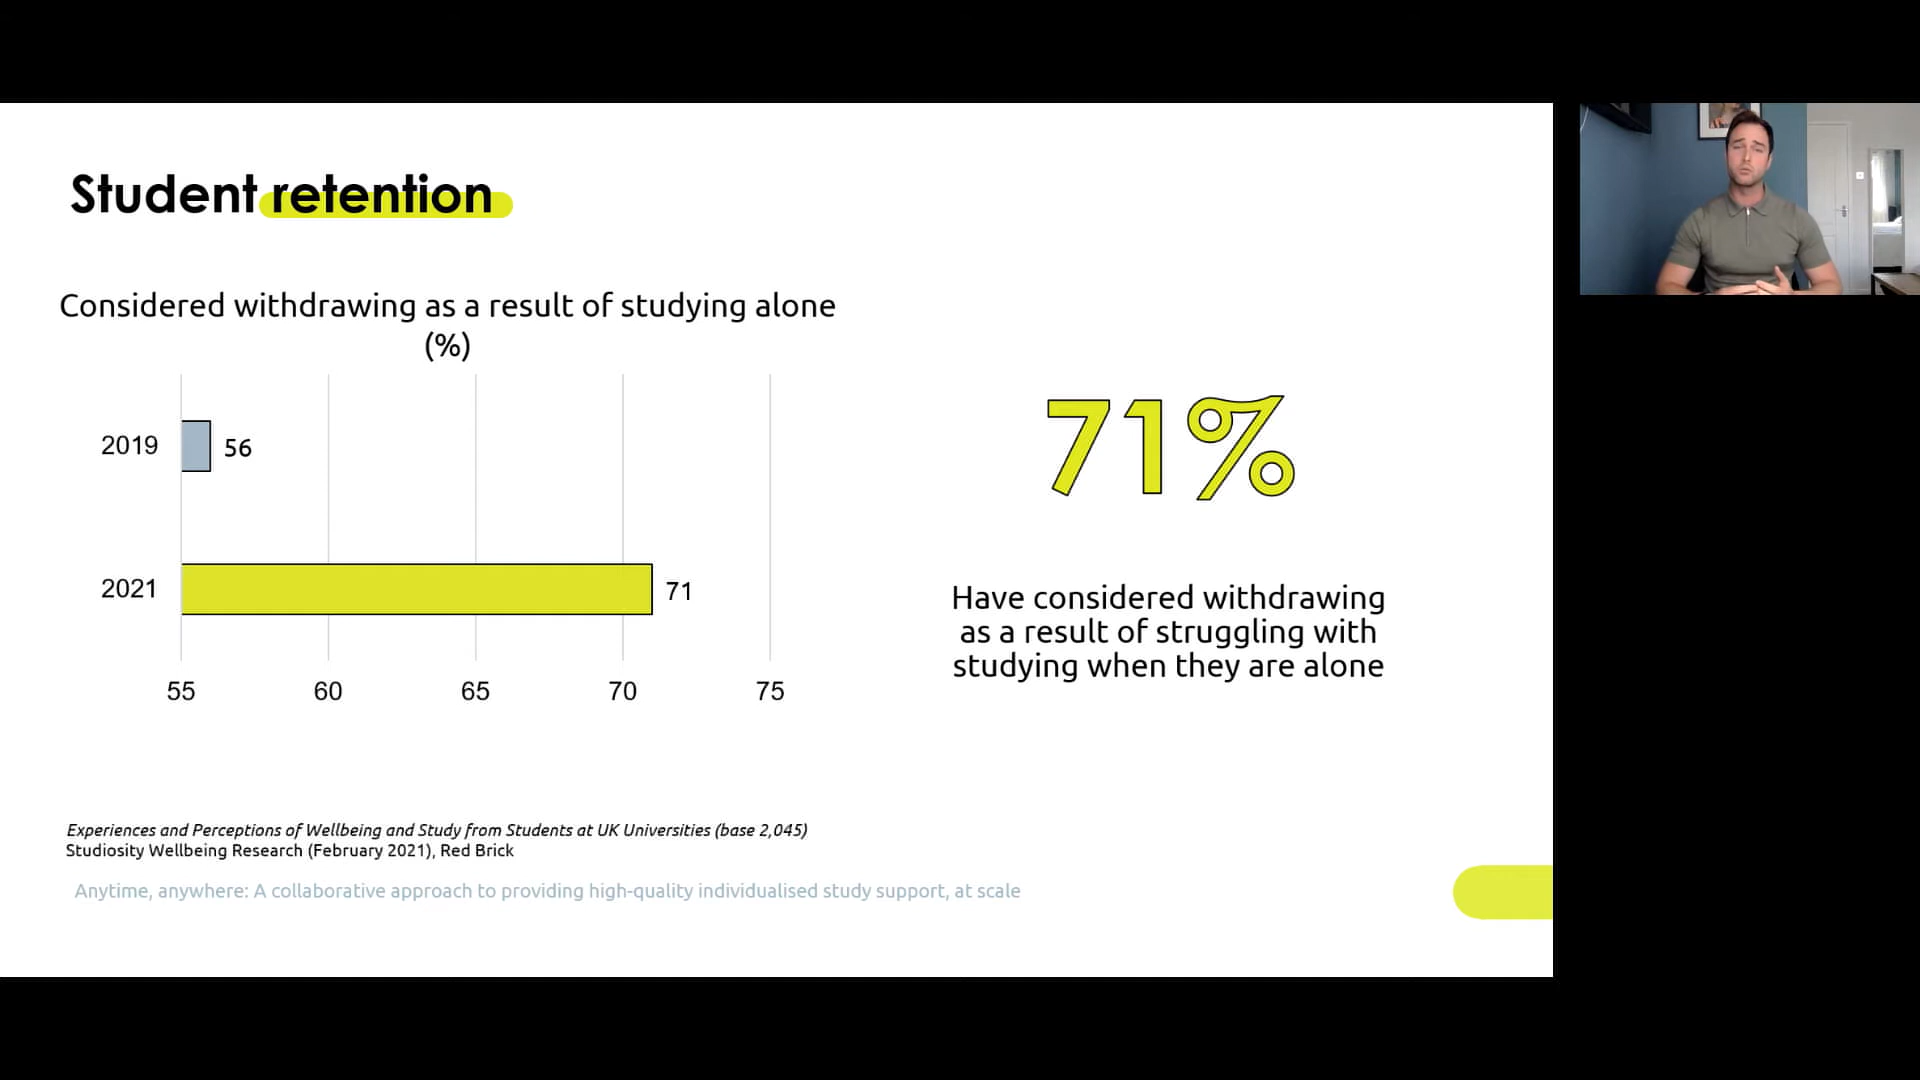 Student retention
Considered withdrawing as a result of studying alone
(%)
2019
56
2021
71
55 60 65 70 75
71%
Have considered withdrawing
as a result of struggling with
studying when they are alone
Experiences and Perceptions of Wellbeing and Study from Students at UK Universities (base 2,045)
Studiosity Wellbeing Research (February 2021), Red Brick
Anytime, anywhere: A collaborative approach to providing high-quality individualised study support, at scale